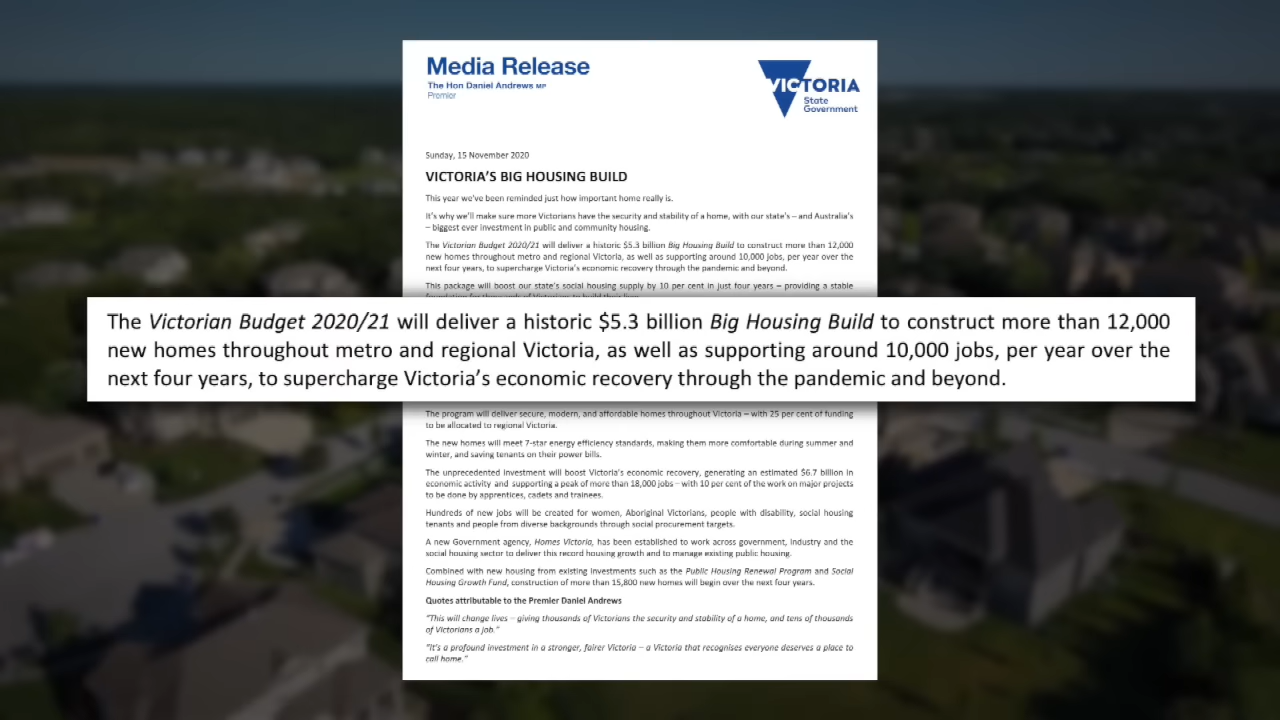 Media Release
The Hon Daniel Andrews MP
Premier
VICTORIA
State
Government
Sunday, 15 November 2020
VICTORIA'S BIG HOUSING BUILD
This year we've been reminded just how important home really is.
It's why we'll make sure more Victorians have the security and stability of a home, with our state's – and Australia's
– biggest ever investment in public and community housing.
The Victorian Budget 2020/21 will deliver a historic $5.3 billion Big Housing Build to construct more than 12,000
new homes throughout metro and regional Victoria, as well as supporting around 10,000 jobs, per year over the
next four years, to supercharge Victoria's economic recovery through the pandemic and beyond.
This package will boost our state's social housing supply by 10 per cent in just four years – providing a stable
foundation for thousands of Victorians to build their lives.
The Victorian Budget 2020/21 will deliver a historic $5.3 billion Big Housing Build to construct more than 12,000
new homes throughout metro and regional Victoria, as well as supporting around 10,000 jobs, per year over the
next four years, to supercharge Victoria's economic recovery through the pandemic and beyond.
The program will deliver secure, modern, and affordable homes throughout Victoria – with 25 per cent of funding
to be allocated to regional Victoria.
The new homes will meet 7-star energy efficiency standards, making them more comfortable during summer and
winter, and saving tenants on their power bills.
The unprecedented investment will boost Victoria's economic recovery, generating an estimated $6.7 billion in
economic activity and supporting a peak of more than 18,000 jobs – with 10 per cent of the work on major projects
to be done by apprentices, cadets and trainees.
Hundreds of new jobs will be created for women, Aboriginal Victorians, people with disability, social housing
tenants and people from diverse backgrounds through social procurement targets.
A new Government agency, Homes Victoria, has been established to work across government, industry and the
social housing sector to deliver this record housing growth and to manage existing public housing.
Combined with new housing from existing investments such as the Public Housing Renewal Program and Social
Housing Growth Fund, construction of more than 15,800 new homes will begin over the next four years.
Quotes attributable to the Premier Daniel Andrews
"This will change lives – giving thousands of Victorians the security and stability of a home, and tens of thousands
of Victorians a job."
"It's a profound investment in a stronger, fairer Victoria – a Victoria that recognises everyone deserves a place to
call home."